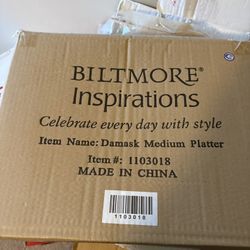 BILTMORE®
Inspirations
Celebrate every day with style
Item Name: Damask Medium Platter
Item #: 1103018
MADE IN CHINA
1103018